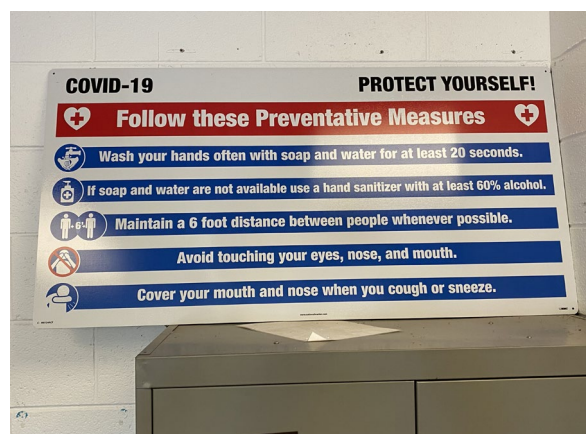 COVID-19 PROTECT YOURSELF!
Follow these Preventative Measures
Wash your hands often with soap and water for at least 20 seconds.
If soap and water are not available use a hand sanitizer with at least 60% alcohol.
6'
Maintain a 6 foot distance between people whenever possible.
Avoid touching your eyes, nose, and mouth.
Cover your mouth and nose when you cough or sneeze.